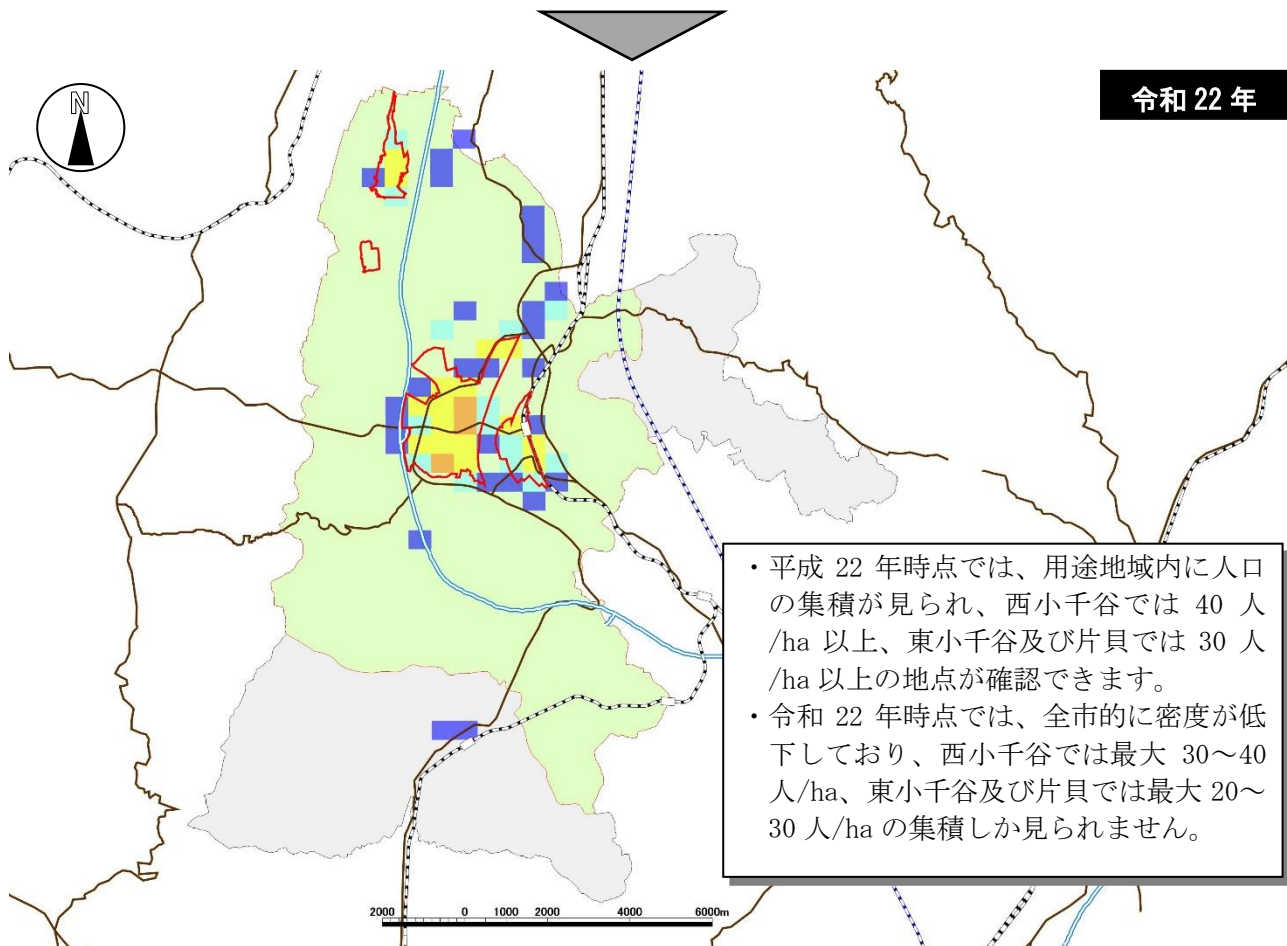 令和 22 年
N
・平成 22 年時点では、用途地域内に人口
の集積が見られ、西小千谷では 40 人
/ha 以上、東小千谷及び片貝では 30 人
/ha 以上の地点が確認できます。
・令和 22 年時点では、全市的に密度が低
下しており、西小千谷では最大 30～40
人/ha、東小千谷及び片貝では最大 20～
30 人/ha の集積しか見られません。
2000 0 1000 2000 4000 6000m